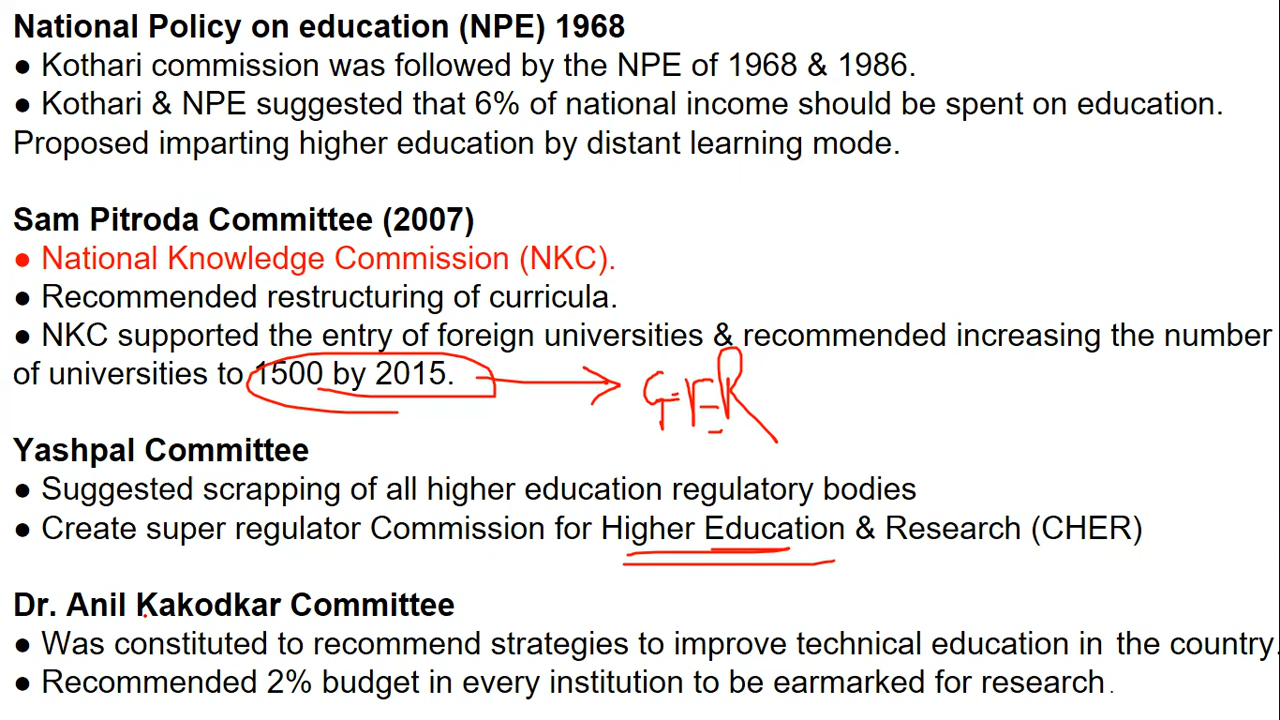 National Policy on education (NPE) 1968
● Kothari commission was followed by the NPE of 1968 & 1986.
● Kothari & NPE suggested that 6% of national income should be spent on education.
Proposed imparting higher education by distant learning mode.
Sam Pitroda Committee (2007)
● National Knowledge Commission (NKC).
● Recommended restructuring of curricula.
● NKC supported the entry of foreign universities & recommended increasing the number
of universities to 1500 by 2015.
GER
Yashpal Committee
● Suggested scrapping of all higher education regulatory bodies
● Create super regulator Commission for Higher Education & Research (CHER)
Dr. Anil Kakodkar Committee
● Was constituted to recommend strategies to improve technical education in the country.
● Recommended 2% budget in every institution to be earmarked for research.